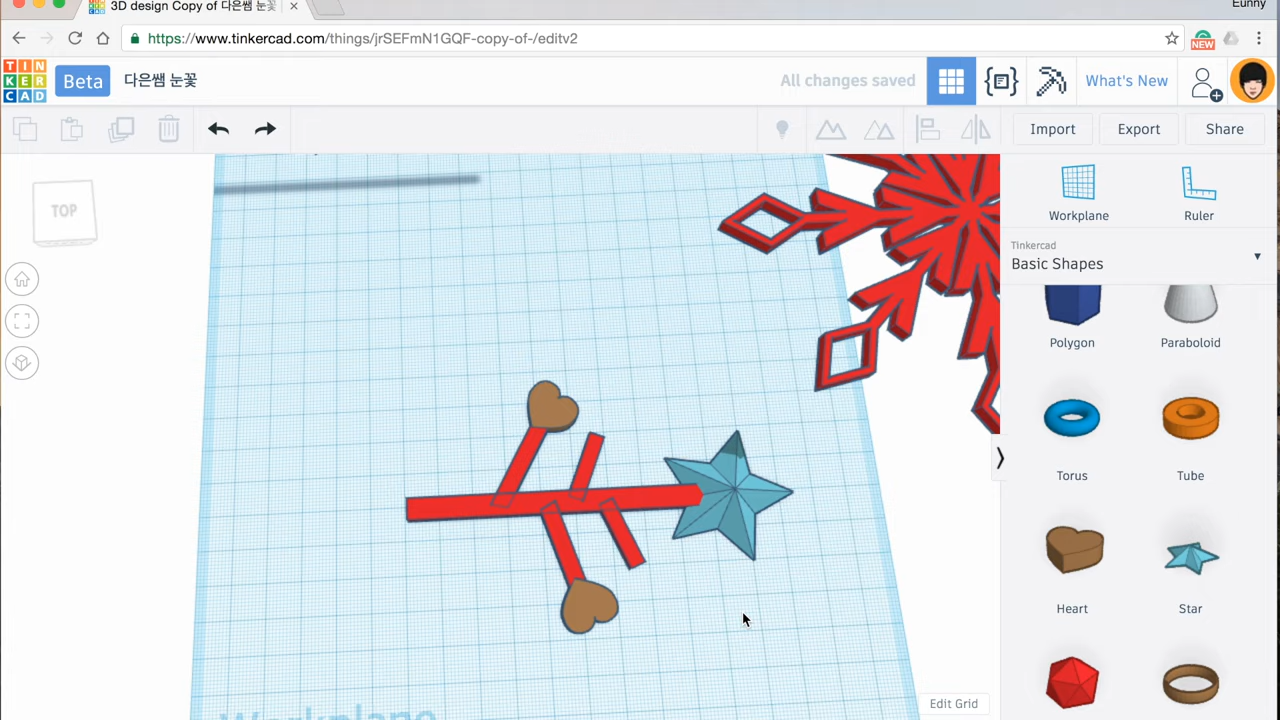 3D design Copy of 다은쌤 눈꽃
Eunny
https://www.tinkercad.com/things/jrSEFmN1GQF-copy-of-/editv2
NEW
TIN
KER
CAD
Beta
다은쌤 눈꽃
All changes saved
What's New
Import
Export
Share
TOP
Workplane
Ruler
Tinkercad
Basic Shapes
Polygon
Paraboloid
Torus
Tube
Heart
Star
Edit Grid
Workplane